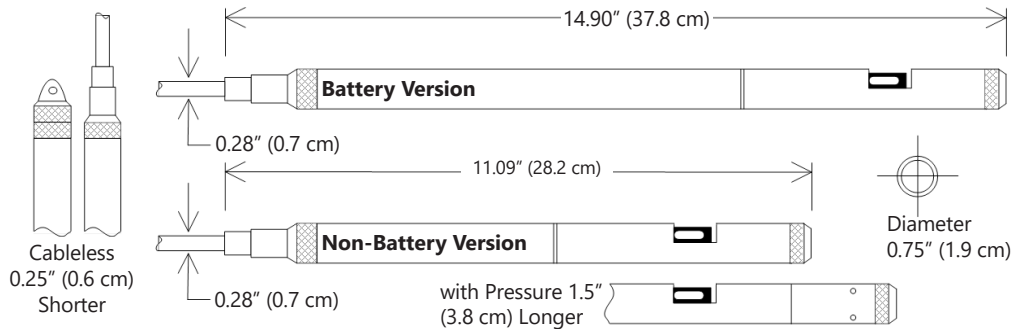 14.90” (37.8 cm)
Battery Version
0.28” (0.7 cm)
11.09” (28.2 cm)
Non-Battery Version
0.28” (0.7 cm)
Cableless
0.25” (0.6 cm)
Shorter
Diameter
0.75” (1.9 cm)
with Pressure 1.5”
(3.8 cm) Longer